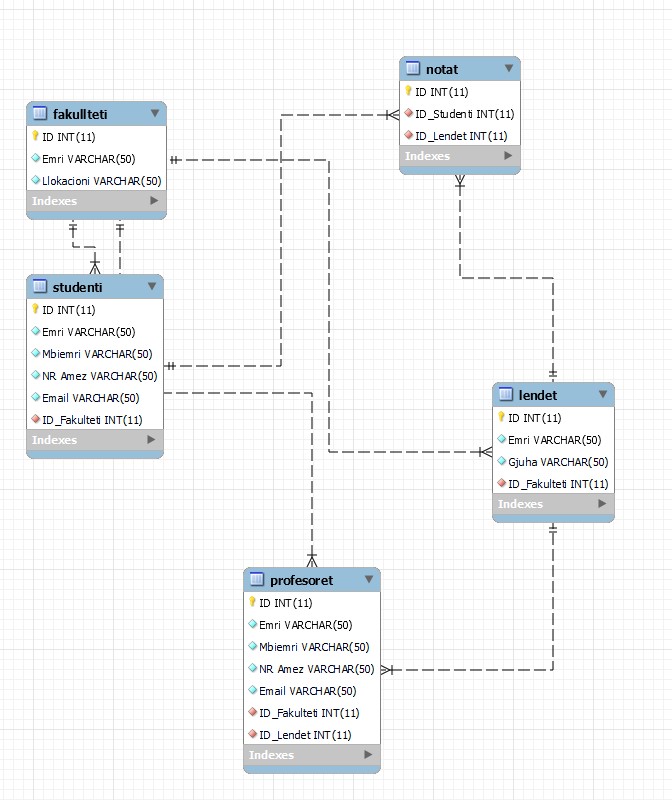 fakullteti
ID INT(11)
Emri VARCHAR(50)
Llokacioni VARCHAR(50)
Indexes
studenti
ID INT(11)
Emri VARCHAR(50)
Mbiemri VARCHAR(50)
NR Amez VARCHAR(50)
Email VARCHAR(50)
ID_Fakulteti INT(11)
Indexes
notat
ID INT(11)
ID_Studenti INT(11)
ID_Lendet INT(11)
Indexes
lendet
ID INT(11)
Emri VARCHAR(50)
Gjuha VARCHAR(50)
ID_Fakulteti INT(11)
Indexes
profesoret
ID INT(11)
Emri VARCHAR(50)
Mbiemri VARCHAR(50)
NR Amez VARCHAR(50)
Email VARCHAR(50)
ID_Fakulteti INT(11)
ID_Lendet INT(11)
Indexes